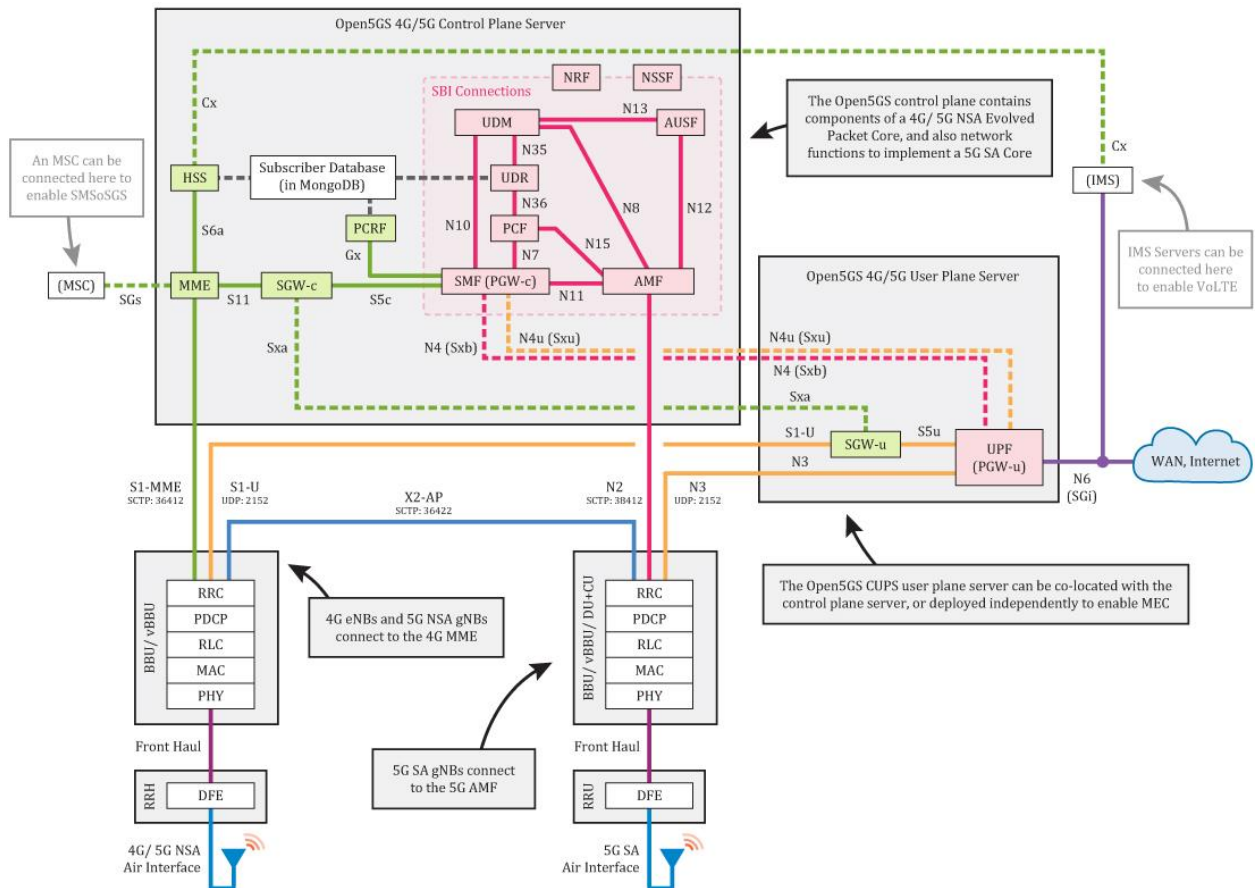 Open5GS 4G/5G Control Plane Server
NRF
NSSF
SBI Connections
Cx
N13
UDM
AUSF
The Open5GS control plane contains
components of a 4G/ 5G NSA Evolved
Packet Core, and also network
functions to implement a 5G SA Core
An MSC can be
connected here to
enable SMSoSGS
HSS
Subscriber Database
(in MongoDB)
N35
UDR
Cx
(IMS)
N36
N8
N12
S6a
PCRF
N10
PCF
N15
Gx
N7
IMS Servers can be
connected here
to enable VoLTE
Open5GS 4G/5G User Plane Server
(MSC)
SGs
MME
S11
SGW-c
S5c
SMF (PGW-c)
N11
AMF
Sxa
N4 (Sxb)
N4u (Sxu)
N4u (Sxu)
N4 (Sxb)
Sxa
S1-U
SGW-u
S5u
UPF
(PGW-u)
N3
WAN, Internet
N6
(SGi)
S1-MME
SCTP: 36412
S1-U
UDP: 2152
X2-AP
SCTP: 36422
N2
SCTP: 38412
N3
UDP: 2152
BBU/ vBBU
RRC
PDCP
RLC
MAC
PHY
4G eNBs and 5G NSA gNBs
connect to the 4G MME
BBU/ vBBU/ DU+CU
RRC
PDCP
RLC
MAC
PHY
The Open5GS CUPS user plane server can be co-located with the
control plane server, or deployed independently to enable MEC
Front Haul
5G SA gNBs connect
to the 5G AMF
Front Haul
RRH
DFE
RRU
DFE
4G/ 5G NSA
Air Interface
5G SA
Air Interface